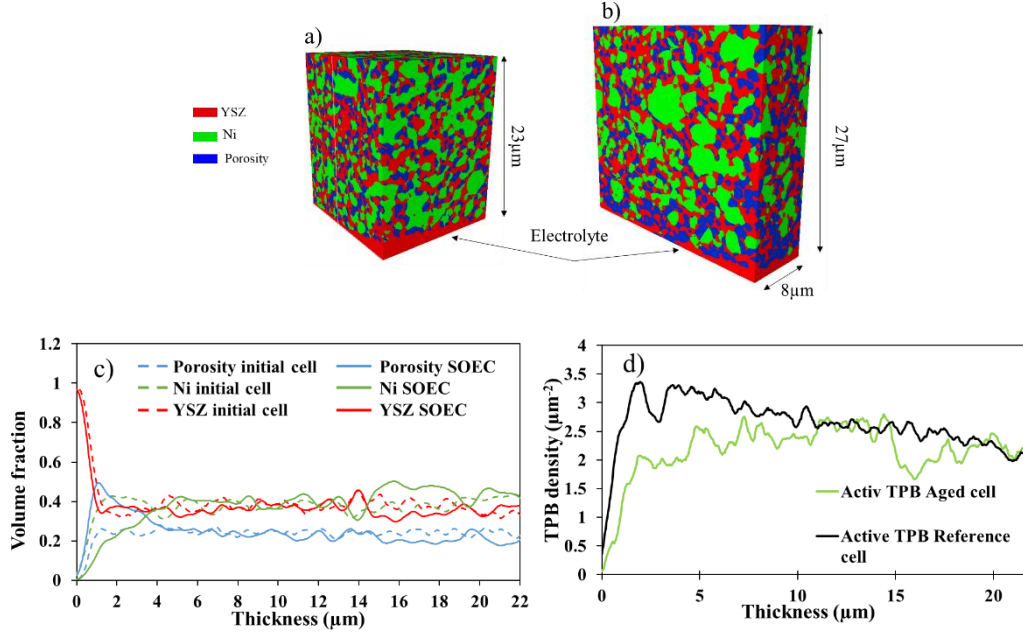 a)
b)
YSZ
Ni
Porosity
23µm
27µm
Electrolyte
8µm
c)
Porosity initial cell
Porosity SOEC
Ni initial cell
Ni SOEC
YSZ initial cell
YSZ SOEC
Volume fraction
1.2
1
0.8
0.6
0.4
0.2
0
0 2 4 6 8 10 12 14 16 18 20 22
Thickness (µm)
d)
TPB density (µm-2)
4
3.5
3
2.5
2
1.5
1
0.5
0
Activ TPB Aged cell
Active TPB Reference
cell
0 5 10 15 20
Thickness (µm)